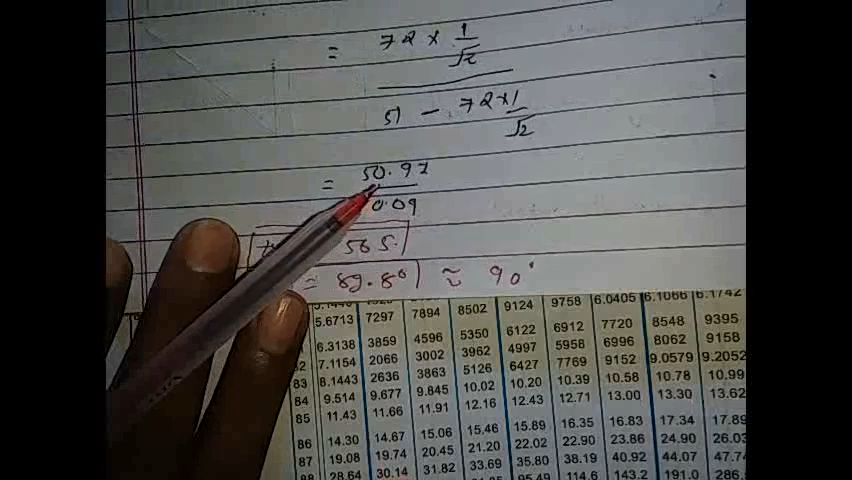 = 72 × 1/√2
51 - 72×1/√2
= 50.97
0.09
565.
= 89.8° ≈ 90°
5.6713 7297 7894 8502 9124 9758 6.0405 6.1066 6.1742
6.3138 3859 4596 5350 6122 6912 7720 8548 9395
82 7.1154 2066 3002 3962 4997 5958 6996 8062 9158
83 8.1443 2636 3863 5126 6427 7769 9152 9.0579 9.2052
84 9.514 9.677 9.845 10.02 10.20 10.39 10.58 10.78 10.99
85 11.43 11.66 11.91 12.16 12.43 12.71 13.00 13.30 13.62
86 14.30 14.67 15.06 15.46 15.89 16.35 16.83 17.34 17.89
87 19.08 19.74 20.45 21.20 22.02 22.90 23.86 24.90 26.03
88 28.64 30.14 31.82 33.69 35.80 38.19 40.92 44.07 47.74
95.49 114.6 143.2 191.0 286.